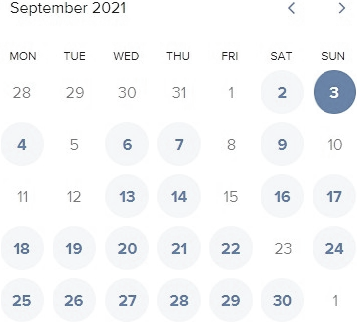 September 2021
MON TUE WED THU FRI SAT SUN
28 29 30 31 1 2 3
4 5 6 7 8 9 10
11 12 13 14 15 16 17
18 19 20 21 22 23 24
25 26 27 28 29 30 1